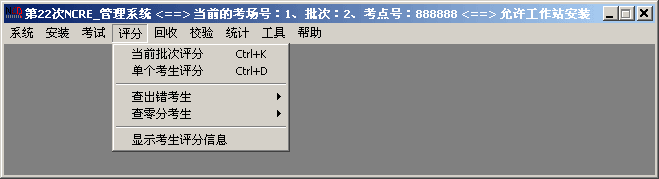 第22次NCRE_管理系统 <==> 当前的考场号：1、批次：2、考点号：888888 <==> 允许工作站安装
系统 安装 考试 评分 回收 校验 统计 工具 帮助
当前批次评分 Ctrl+K
单个考生评分 Ctrl+D
查出错考生
查零分考生
显示考生评分信息